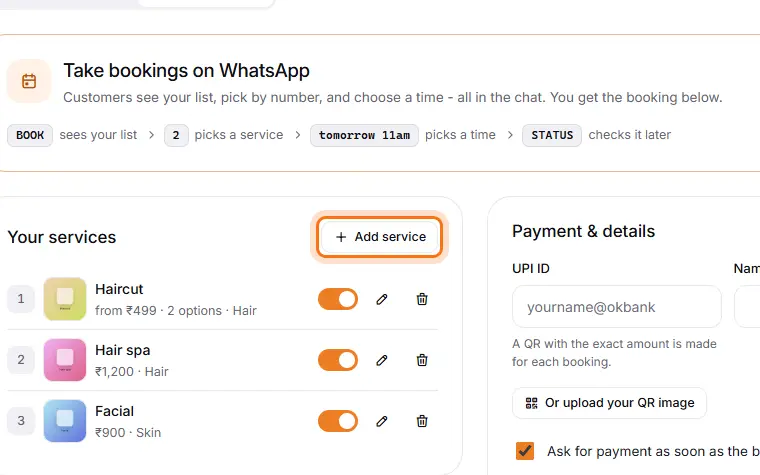 Take bookings on WhatsApp
Customers see your list, pick by number, and choose a time - all in the chat. You get the booking below.
BOOK sees your list > 2 picks a service > tomorrow 11am picks a time > STATUS checks it later
Your services
+ Add service
1
Haircut
from ₹499 · 2 options · Hair
2
Hair spa
₹1,200 · Hair
3
Facial
₹900 · Skin
Payment & details
UPI ID
yourname@okbank
A QR with the exact amount is made
for each booking.
Or upload your QR image
Ask for payment as soon as the